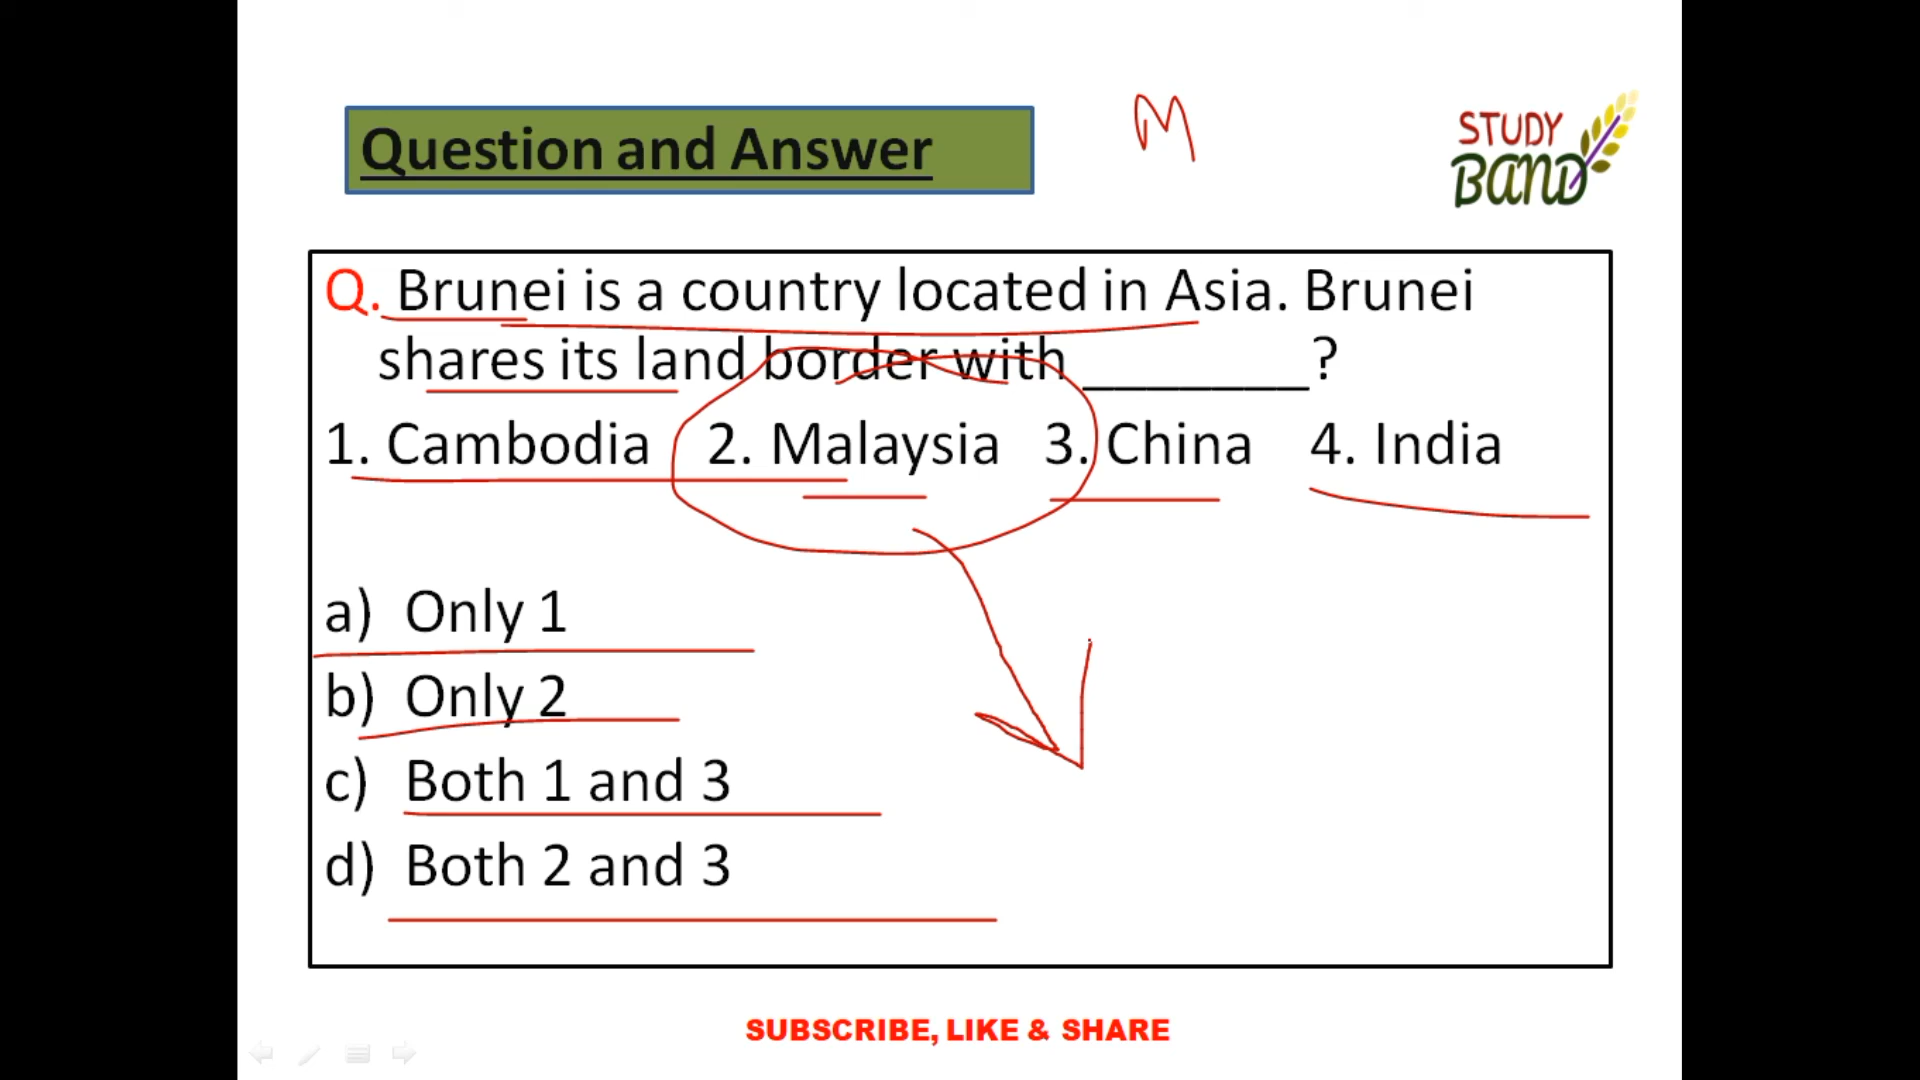 Question and Answer
M
STUDY
BAND
Q. Brunei is a country located in Asia. Brunei
shares its land border with ________?
1. Cambodia 2. Malaysia 3. China 4. India
a) Only 1
b) Only 2
c) Both 1 and 3
d) Both 2 and 3
SUBSCRIBE, LIKE & SHARE